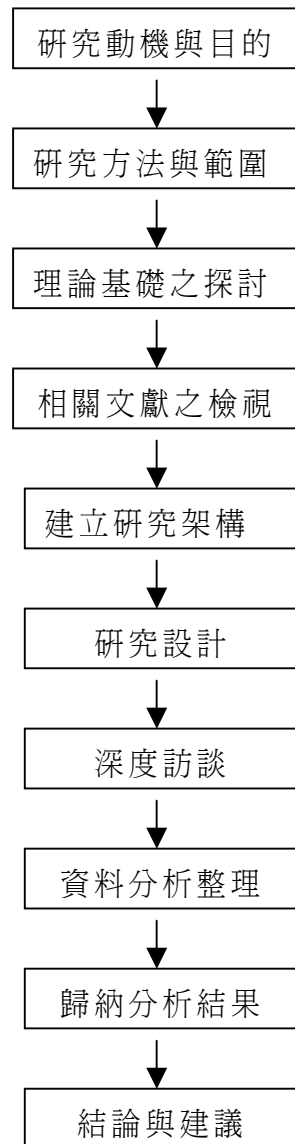 研究動機與目的
研究方法與範圍
理論基礎之探討
相關文獻之檢視
建立研究架構
研究設計
深度訪談
資料分析整理
歸納分析結果
結論與建議